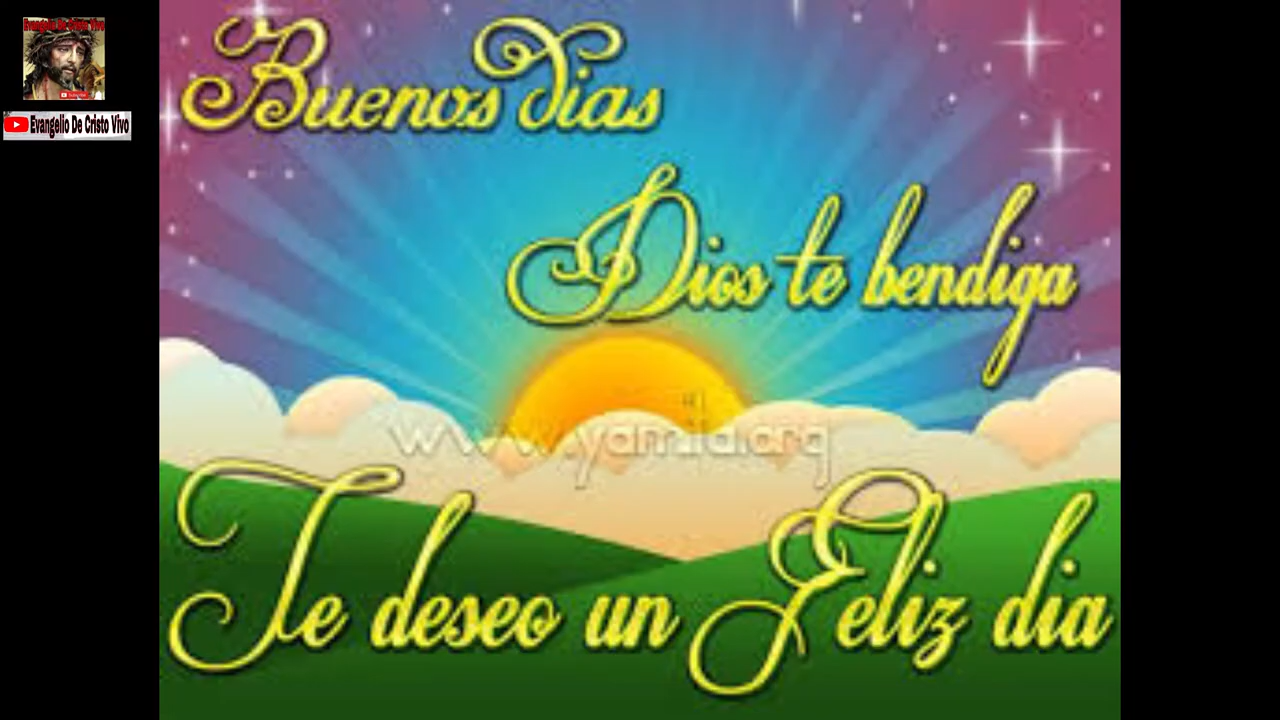 Evangelio De Cristo Vivo
Evangelio De Cristo Vivo
Buenos dias
Dios te bendiga
www.yamila.org
Te deseo un Feliz dia